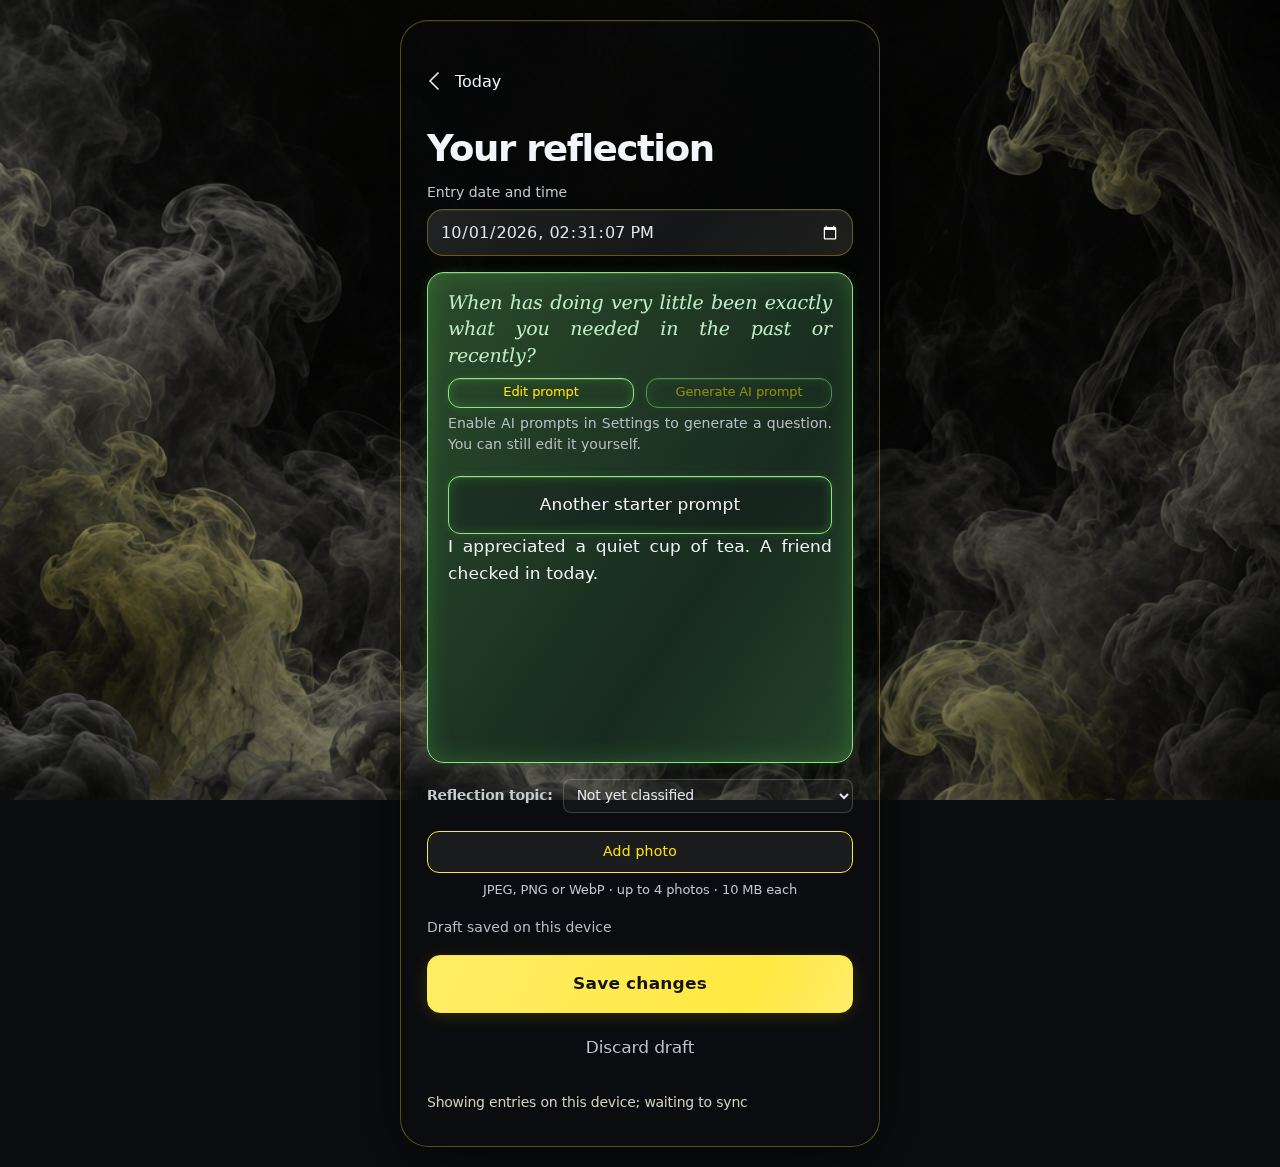 Today
Your reflection
Entry date and time
10/01/2026, 02:31:07 PM
When has doing very little been exactly
what you needed in the past or
recently?
Edit prompt
Generate AI prompt
Enable AI prompts in Settings to generate a question.
You can still edit it yourself.
Another starter prompt
I appreciated a quiet cup of tea. A friend
checked in today.
Reflection topic:
Not yet classified
Add photo
JPEG, PNG or WebP · up to 4 photos · 10 MB each
Draft saved on this device
Save changes
Discard draft
Showing entries on this device; waiting to sync